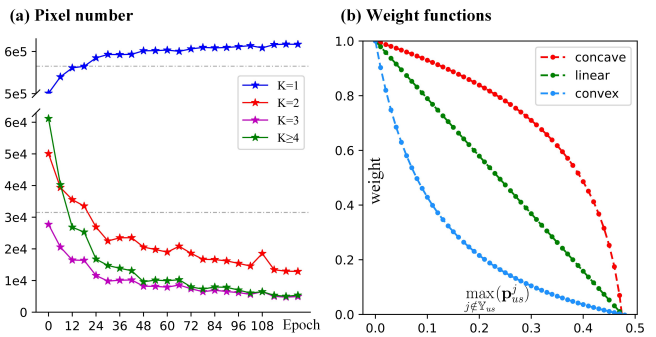 (a) Pixel number
6e5
5e5
6e4
5e4
4e4
3e4
2e4
1e4
0
K=1
K=2
K=3
K≥4
0 12 24 36 48 60 72 84 96 108 Epoch
(b) Weight functions
1.0
0.8
0.6
0.4
0.2
0.0
weight
concave
linear
convex
max(p^j_us)
j∉𝕐_us
0.0 0.1 0.2 0.3 0.4 0.5